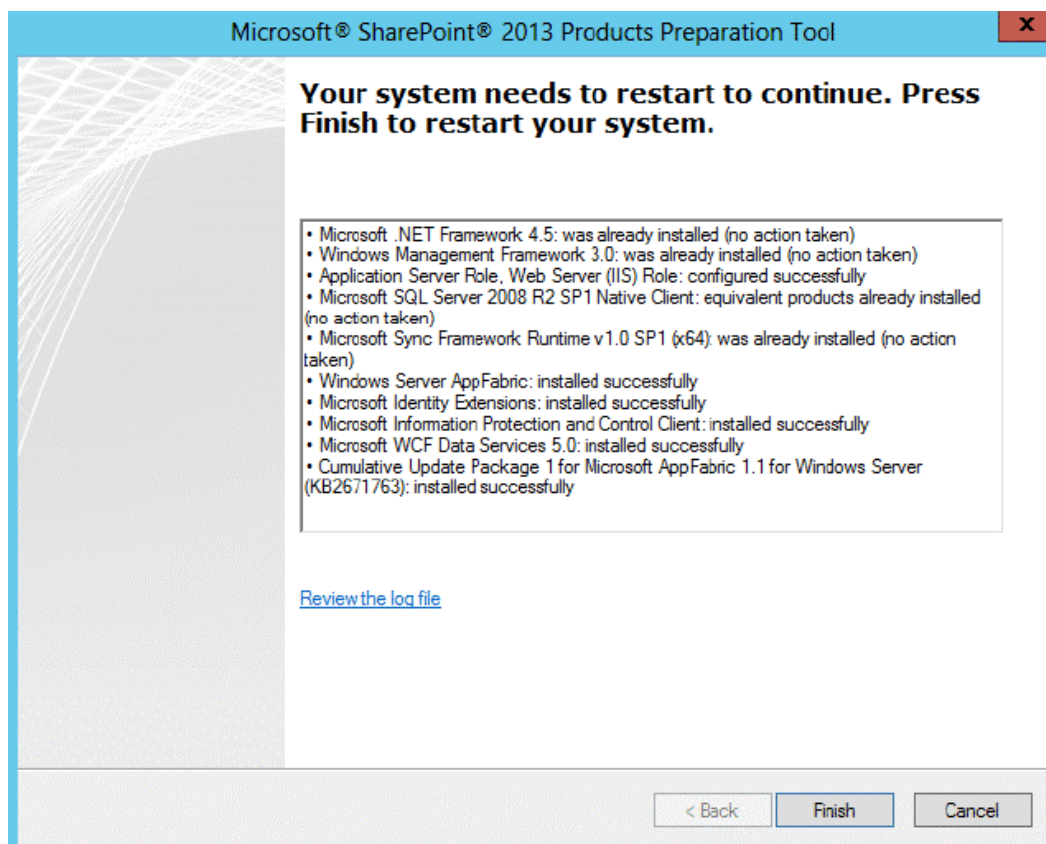 Microsoft® SharePoint® 2013 Products Preparation Tool
x
Your system needs to restart to continue. Press
Finish to restart your system.
• Microsoft .NET Framework 4.5: was already installed (no action taken)
• Windows Management Framework 3.0: was already installed (no action taken)
• Application Server Role, Web Server (IIS) Role: configured successfully
• Microsoft SQL Server 2008 R2 SP1 Native Client: equivalent products already installed
(no action taken)
• Microsoft Sync Framework Runtime v1.0 SP1 (x64): was already installed (no action
taken)
• Windows Server AppFabric: installed successfully
• Microsoft Identity Extensions: installed successfully
• Microsoft Information Protection and Control Client: installed successfully
• Microsoft WCF Data Services 5.0: installed successfully
• Cumulative Update Package 1 for Microsoft AppFabric 1.1 for Windows Server
(KB2671763): installed successfully
Review the log file
< Back
Finish
Cancel